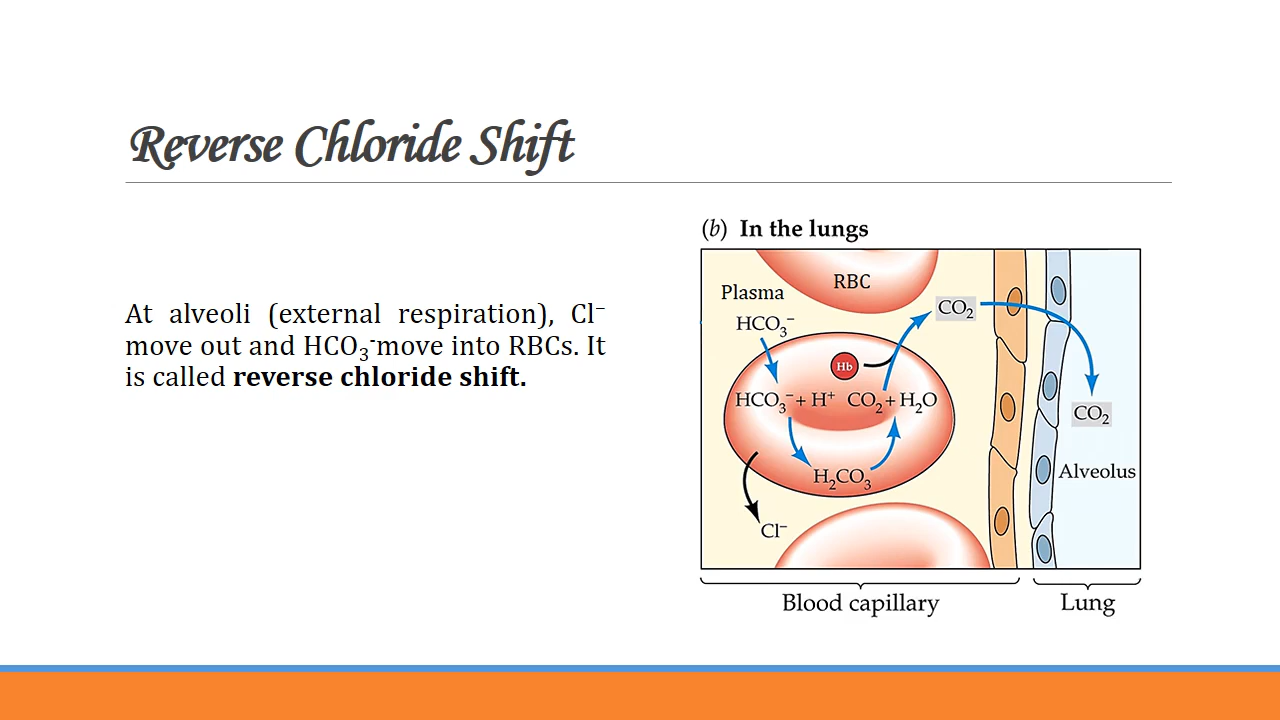 Reverse Chloride Shift
At alveoli (external respiration), Cl⁻
move out and HCO₃⁻move into RBCs. It
is called reverse chloride shift.
(b) In the lungs
RBC
Plasma
CO₂
HCO₃⁻
Hb
HCO₃⁻ + H⁺ CO₂ + H₂O
CO₂
H₂CO₃
Alveolus
Cl⁻
Blood capillary
Lung